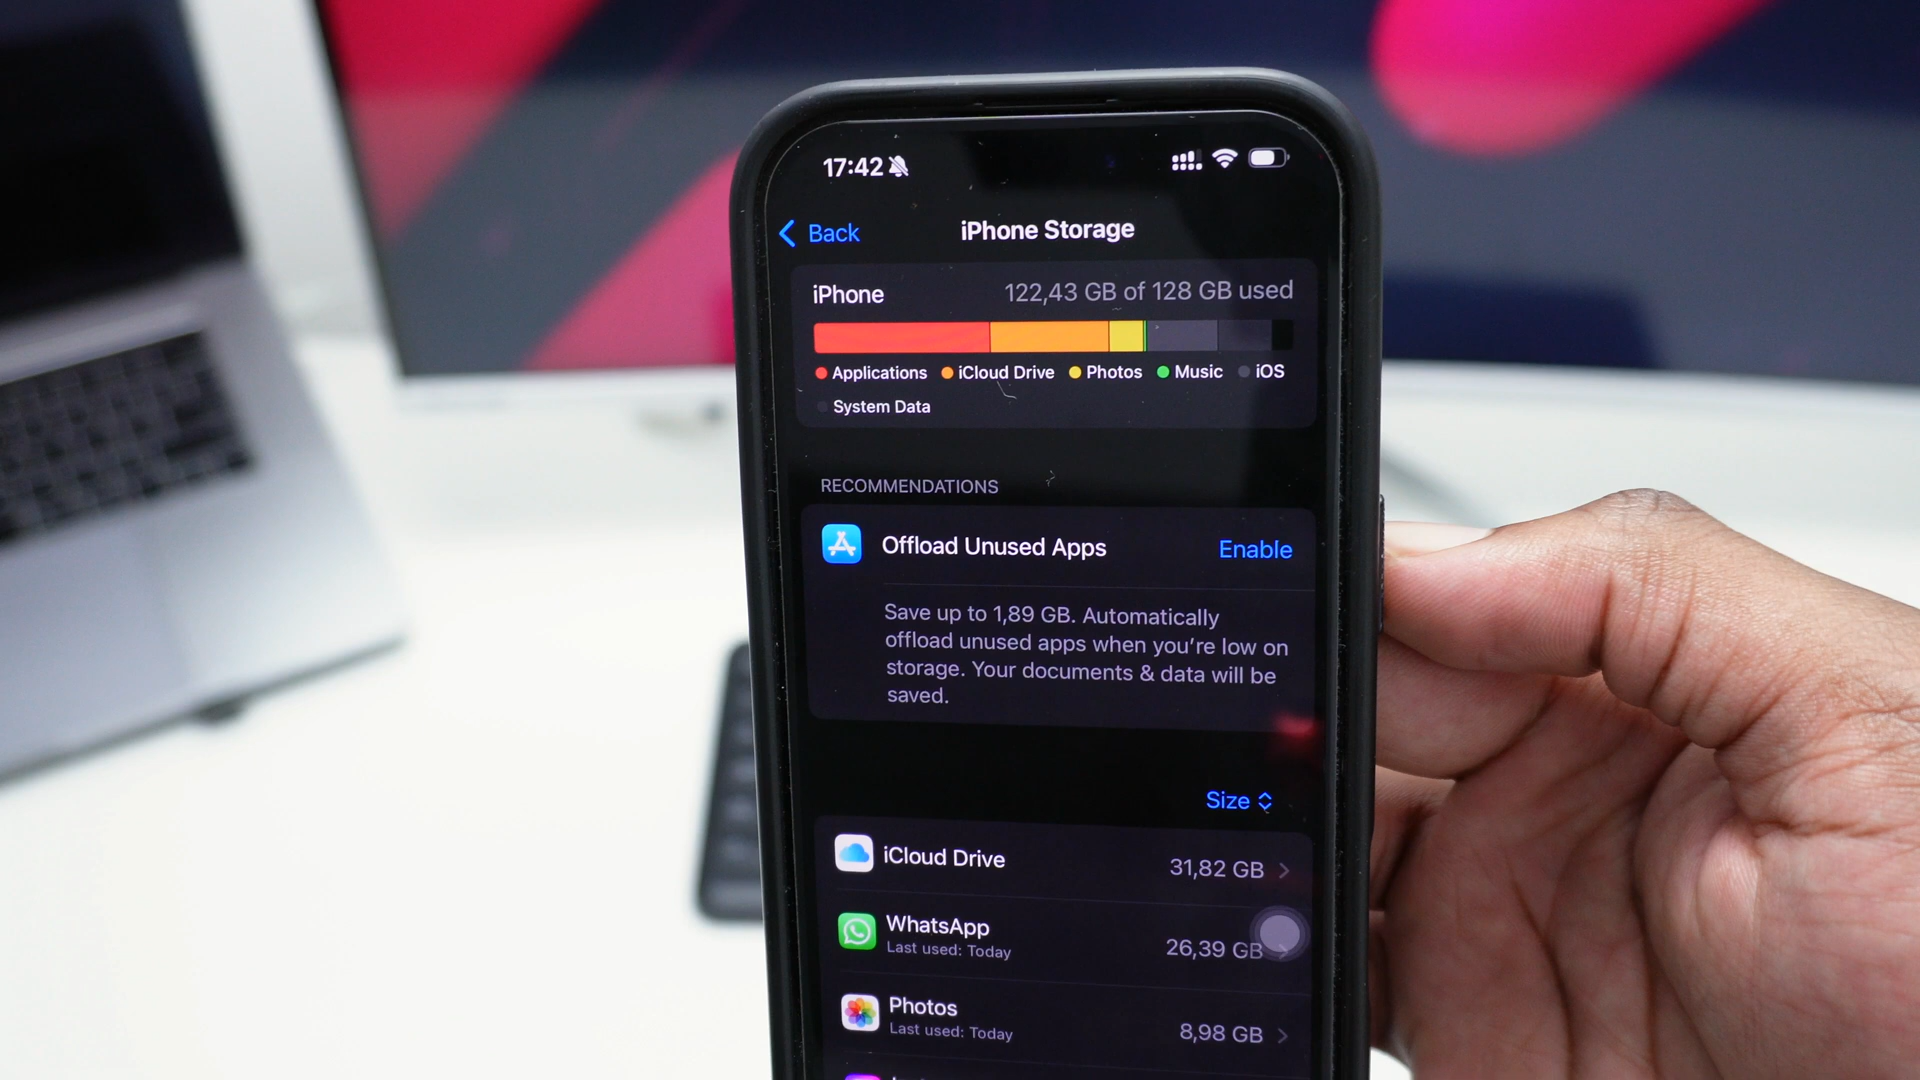 17:42
Back
iPhone Storage
iPhone
122,43 GB of 128 GB used
Applications
iCloud Drive
Photos
Music
iOS
System Data
RECOMMENDATIONS
Offload Unused Apps
Enable
Save up to 1,89 GB. Automatically
offload unused apps when you're low on
storage. Your documents & data will be
saved.
Size
iCloud Drive
31,82 GB
WhatsApp
Last used: Today
26,39 GB
Photos
Last used: Today
8,98 GB